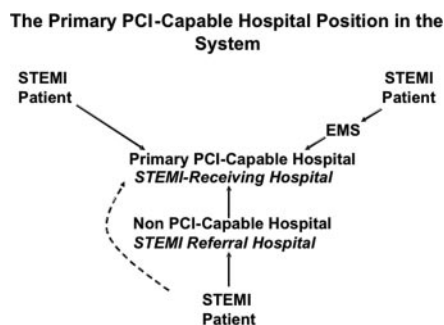 The Primary PCI-Capable Hospital Position in the
System
STEMI
Patient
STEMI
Patient
EMS
Primary PCI-Capable Hospital
STEMI-Receiving Hospital
Non PCI-Capable Hospital
STEMI Referral Hospital
STEMI
Patient